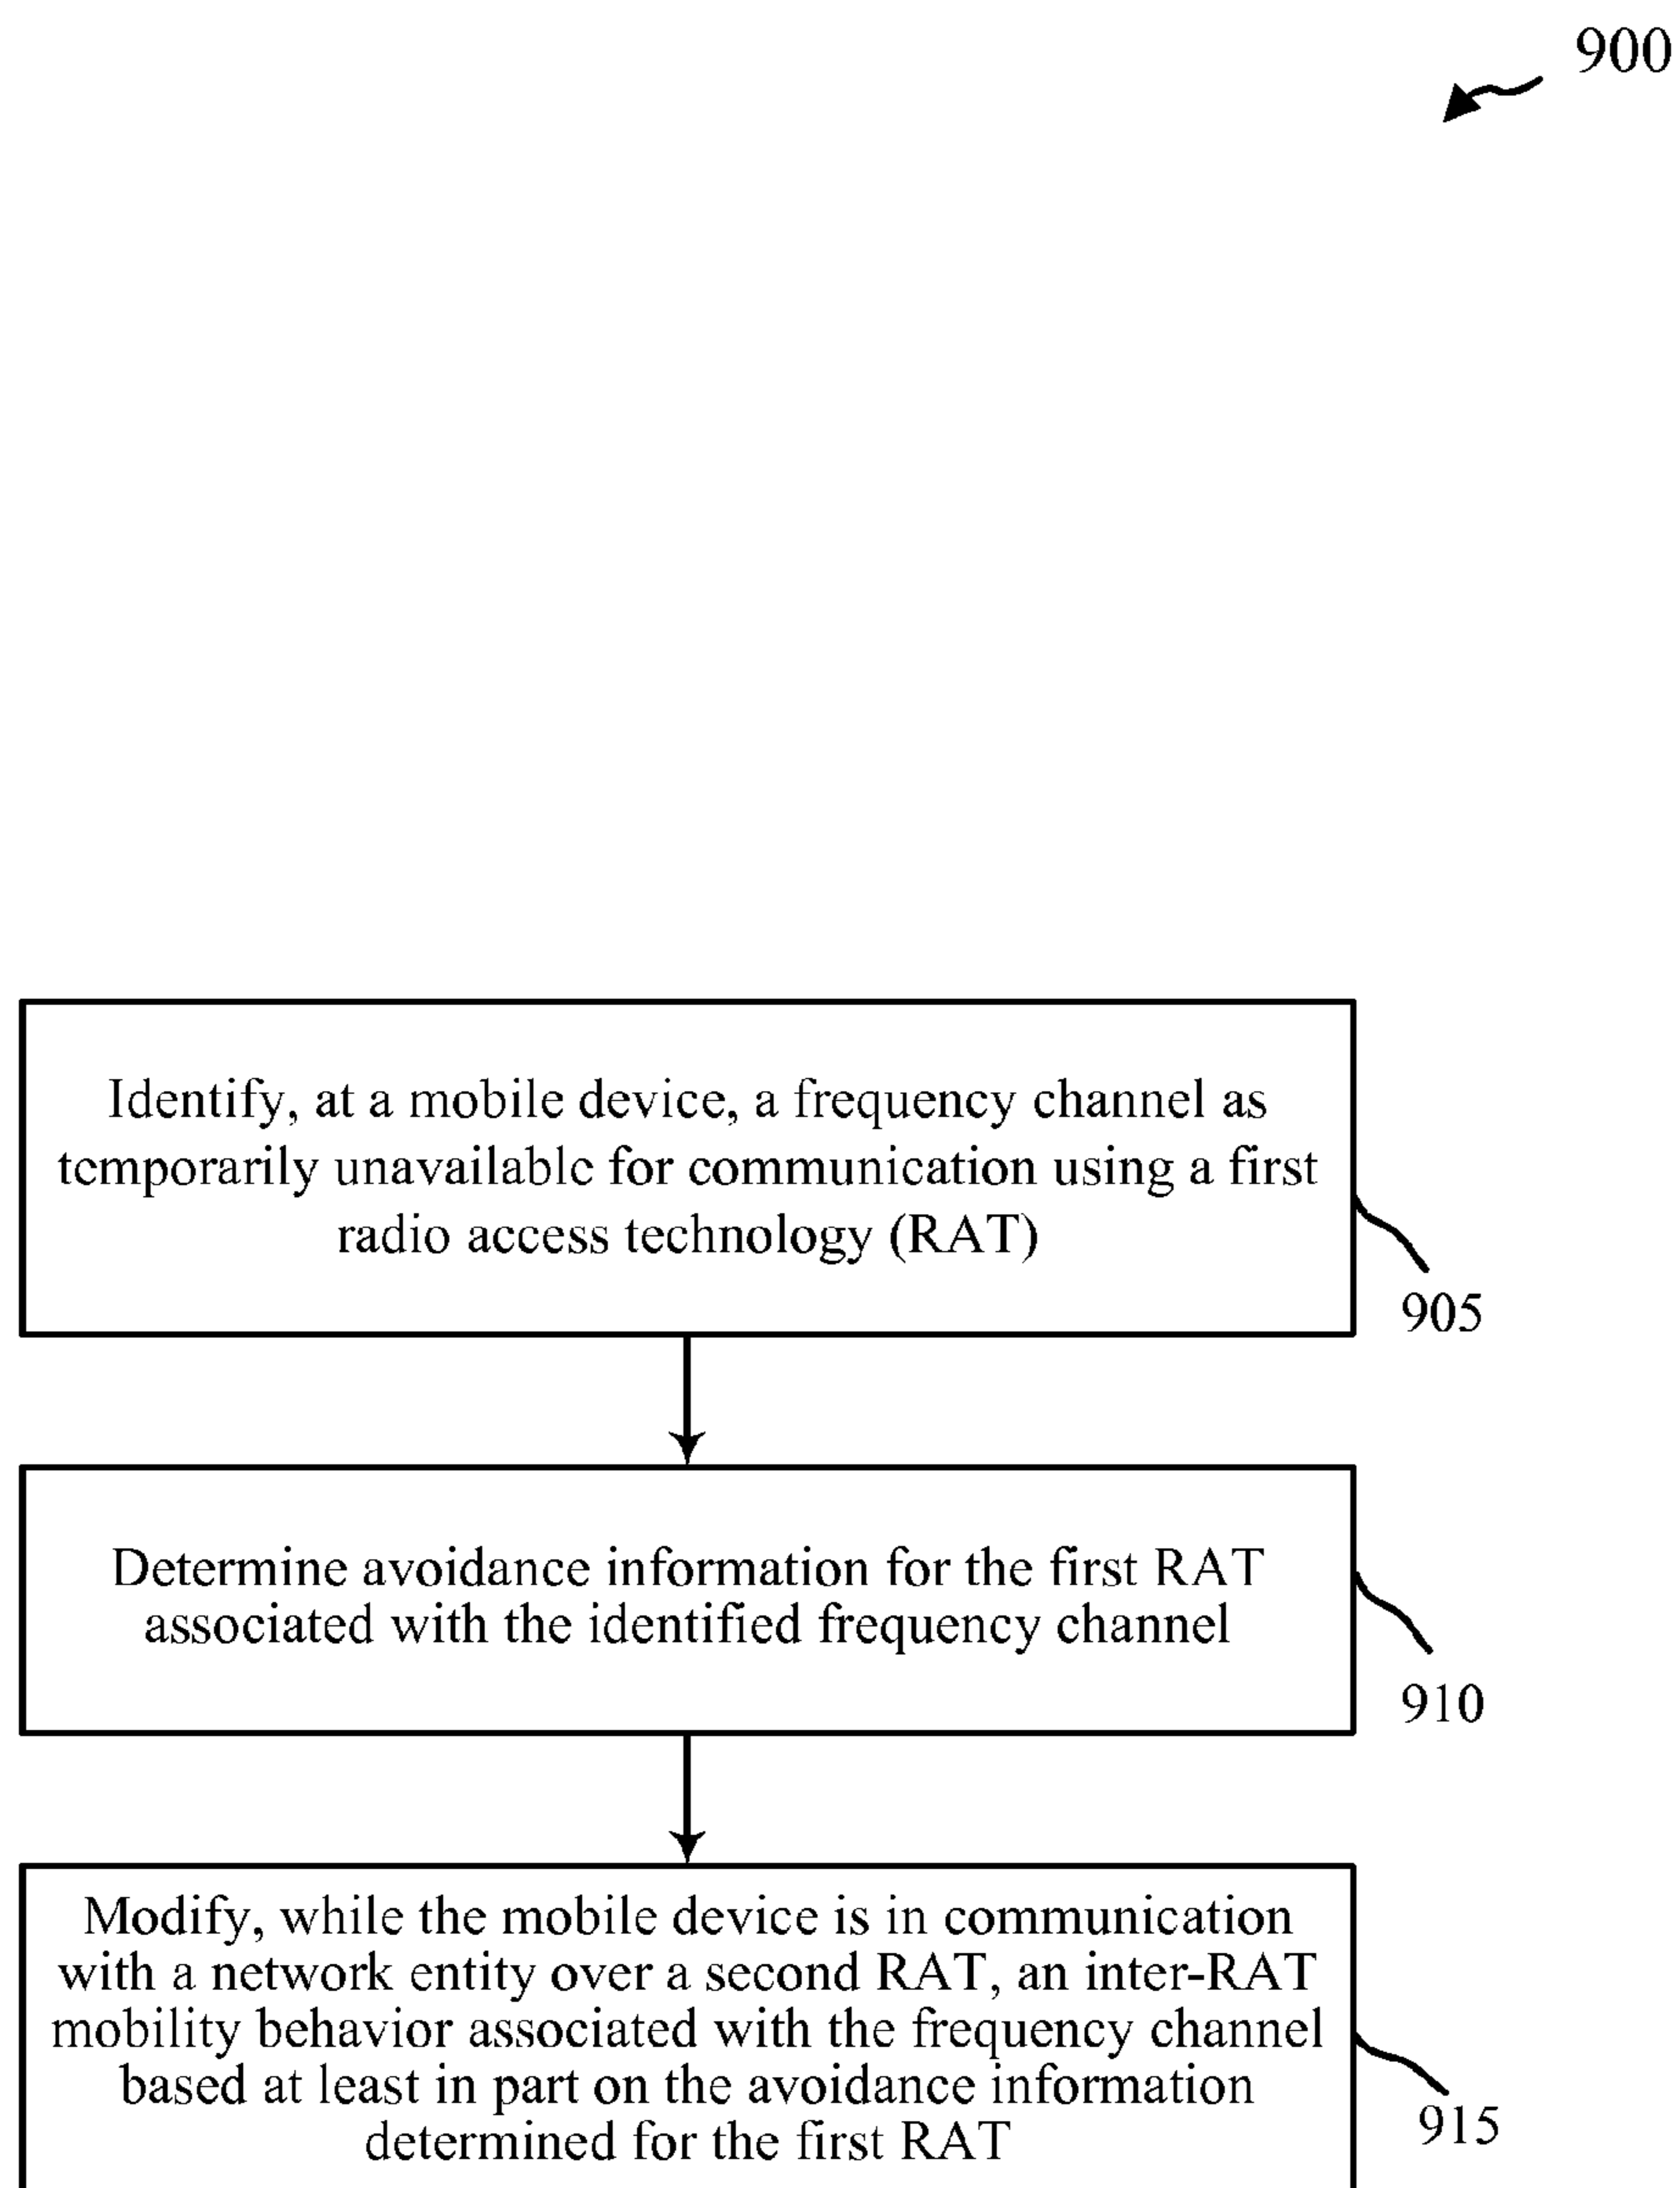 900
Identify, at a mobile device, a frequency channel as
temporarily unavailable for communication using a first
radio access technology (RAT)
905
Determine avoidance information for the first RAT
associated with the identified frequency channel
910
Modify, while the mobile device is in communication
with a network entity over a second RAT, an inter-RAT
mobility behavior associated with the frequency channel
based at least in part on the avoidance information
determined for the first RAT
915